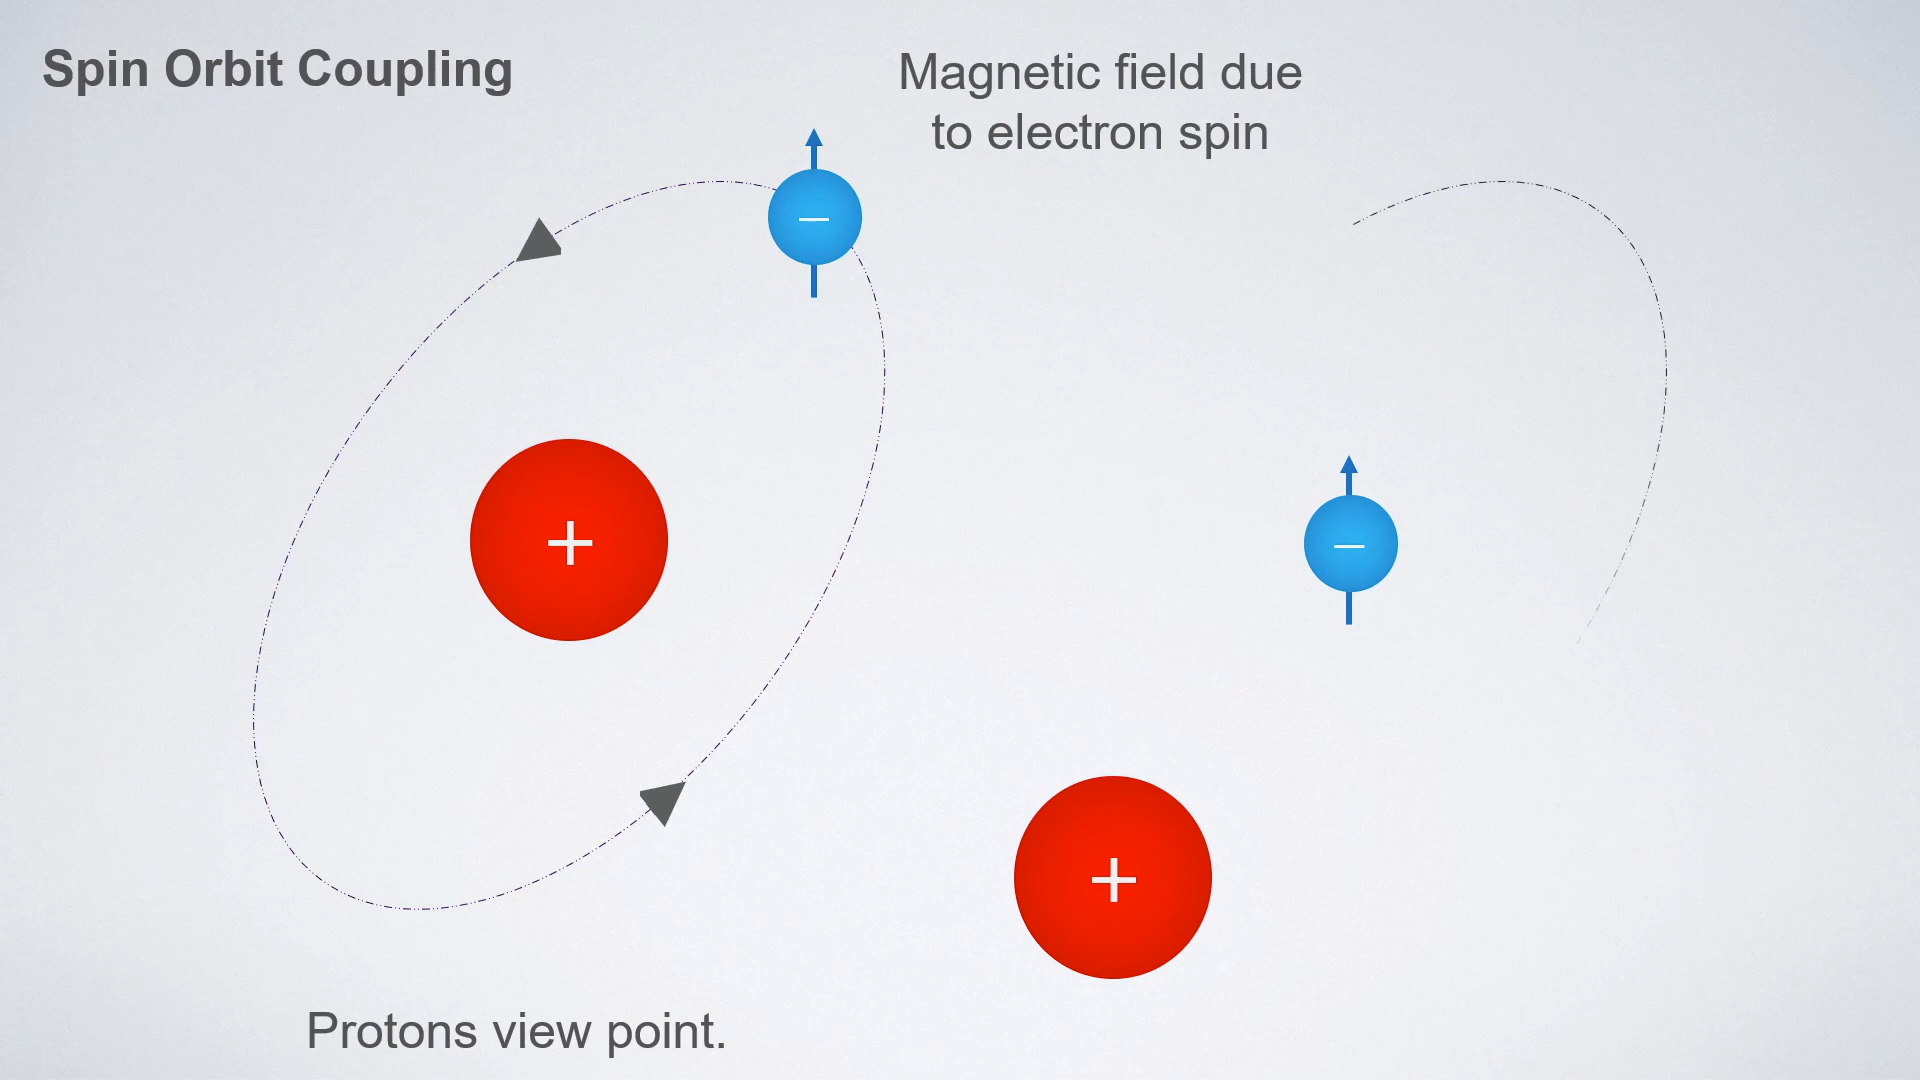 Spin Orbit Coupling
Magnetic field due
to electron spin
–
+
–
+
Protons view point.